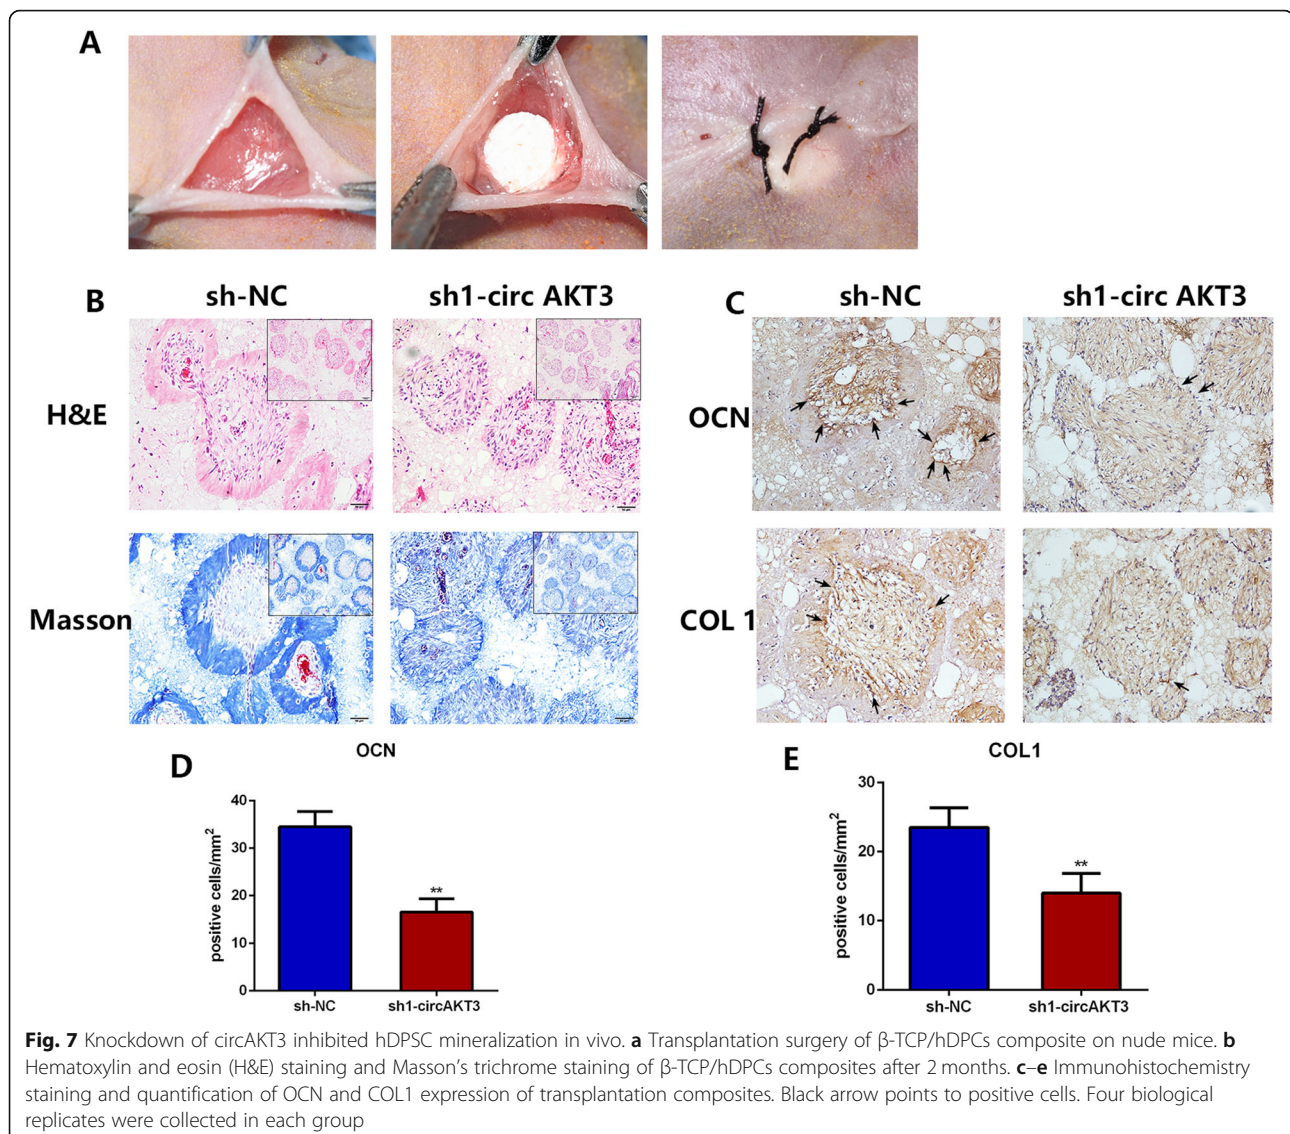 A
B
sh-NC
sh1-circ AKT3
C
sh-NC
sh1-circ AKT3
H&E
OCN
Masson
COL 1
D
OCN
positive cells/mm²
40
30
20
10
0
**
sh-NC
sh1-circAKT3
E
COL1
positive cells/mm²
30
20
10
0
**
sh-NC
sh1-circAKT3
Fig. 7 Knockdown of circAKT3 inhibited hDPSC mineralization in vivo. a Transplantation surgery of β-TCP/hDPCs composite on nude mice. b
Hematoxylin and eosin (H&E) staining and Masson's trichrome staining of β-TCP/hDPCs composites after 2 months. c–e Immunohistochemistry
staining and quantification of OCN and COL1 expression of transplantation composites. Black arrow points to positive cells. Four biological
replicates were collected in each group